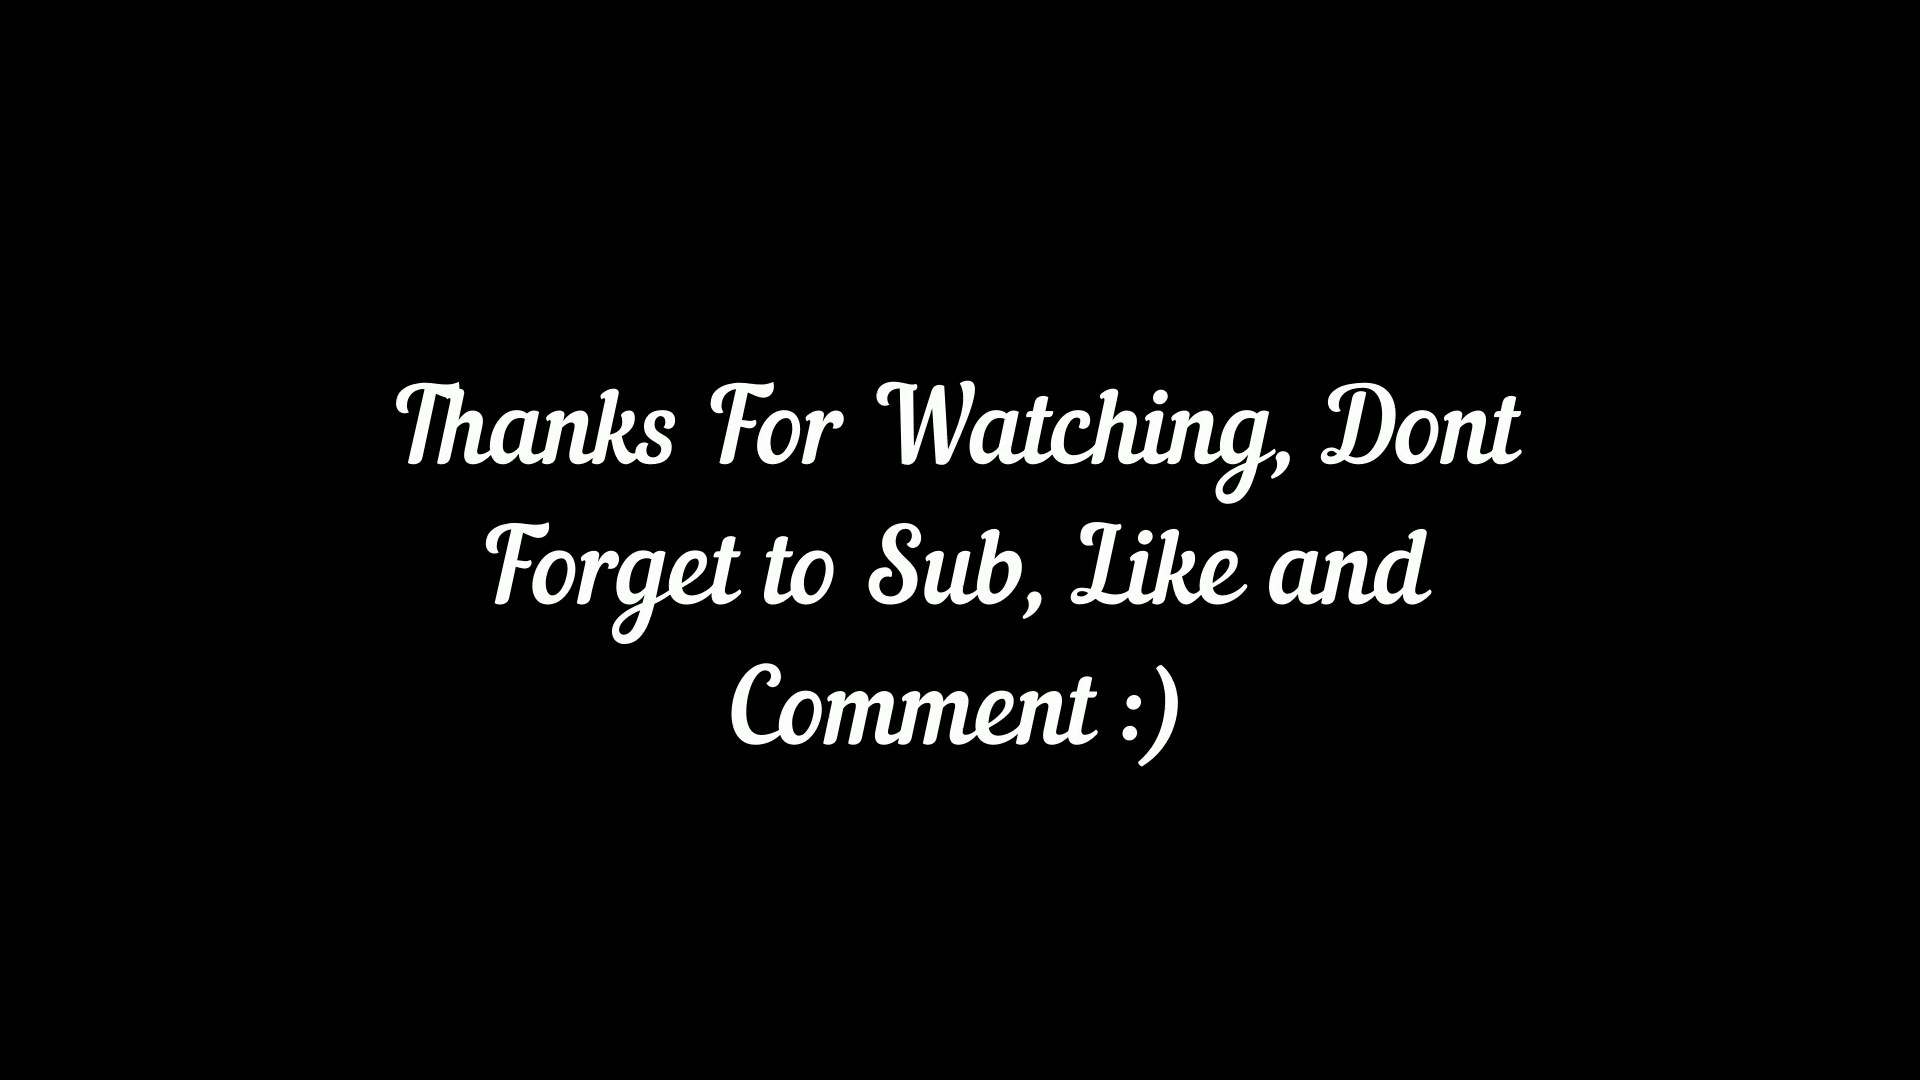 Thanks For Watching, Dont
Forget to Sub, Like and
Comment :)